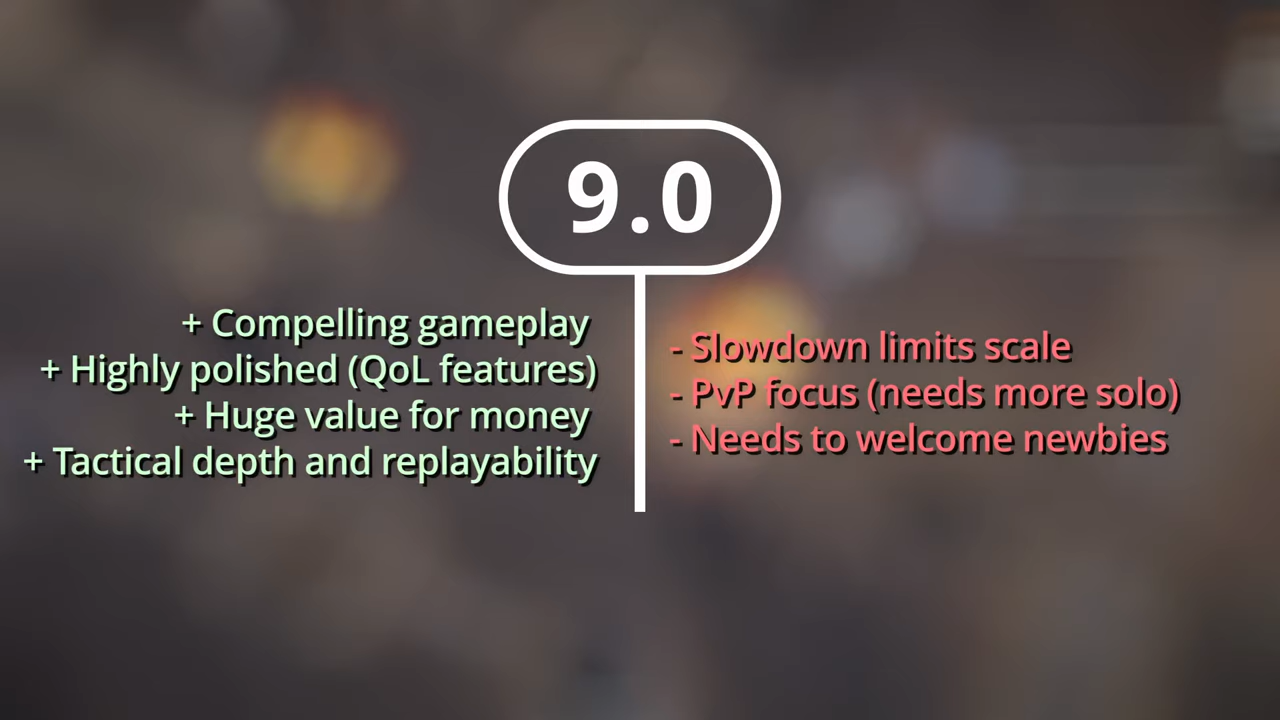 9.0
+ Compelling gameplay
+ Highly polished (QoL features)
+ Huge value for money
+ Tactical depth and replayability
- Slowdown limits scale
- PvP focus (needs more solo)
- Needs to welcome newbies